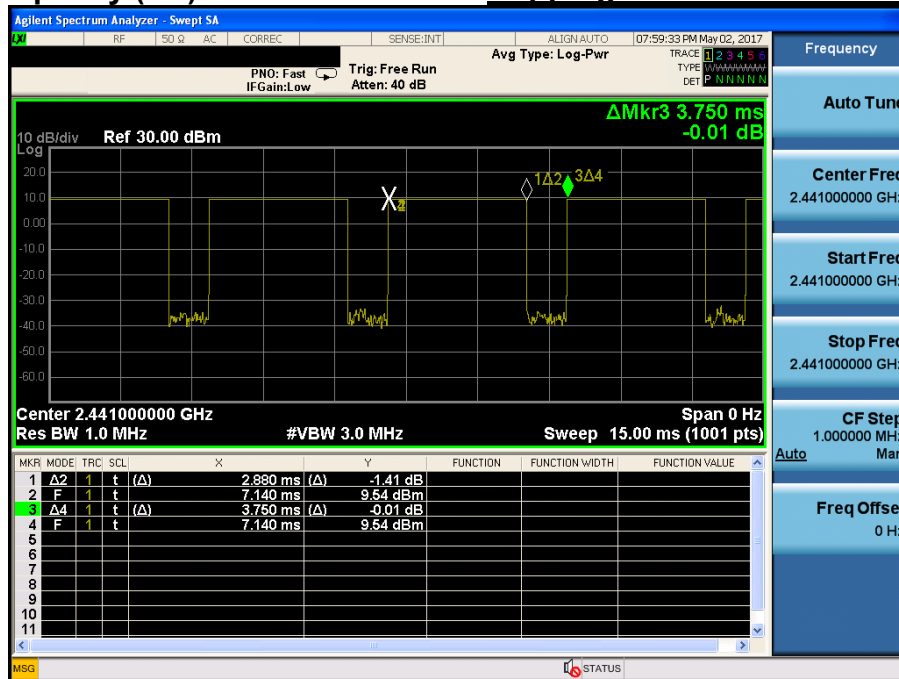 Agilent Spectrum Analyzer - Swept SA
LXI RF 50 Ω AC CORREC SENSE:INT ALIGN AUTO 07:59:33 PM May 02, 2017
Avg Type: Log-Pwr TRACE 1 2 3 4 5 6
PNO: Fast Trig: Free Run TYPE WWWWWW
IFGain:Low Atten: 40 dB DET P N N N N N
ΔMkr3 3.750 ms
-0.01 dB
10 dB/div Ref 30.00 dBm
Log
20.0
10.0
0.00
-10.0
-20.0
-30.0
-40.0
-50.0
-60.0
X
1Δ2
3Δ4
Center 2.441000000 GHz Span 0 Hz
Res BW 1.0 MHz #VBW 3.0 MHz Sweep 15.00 ms (1001 pts)
MKR MODE TRC SCL X Y FUNCTION FUNCTION WIDTH FUNCTION VALUE
1 Δ2 1 t (Δ) 2.880 ms (Δ) -1.41 dB
2 F 1 t 7.140 ms 9.54 dBm
3 Δ4 1 t (Δ) 3.750 ms (Δ) -0.01 dB
4 F 1 t 7.140 ms 9.54 dBm
5
6
7
8
9
10
11
MSG STATUS
Frequency
Auto Tune
Center Freq
2.441000000 GHz
Start Freq
2.441000000 GHz
Stop Freq
2.441000000 GHz
CF Step
1.000000 MHz
Auto Man
Freq Offset
0 Hz